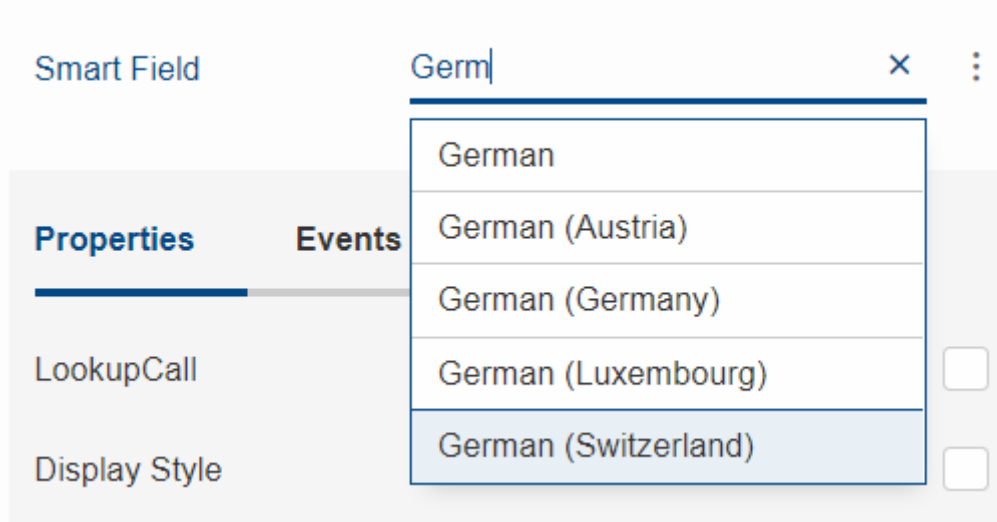 Smart Field Germ
German
German (Austria)
Properties Events
German (Germany)
LookupCall
German (Luxembourg)
German (Switzerland)
Display Style